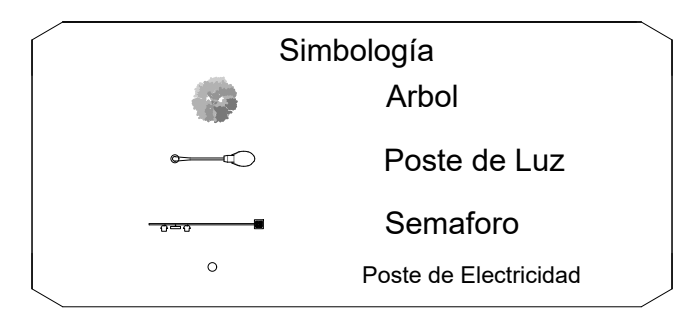 Simbología
Arbol
Poste de Luz
Semaforo
Poste de Electricidad